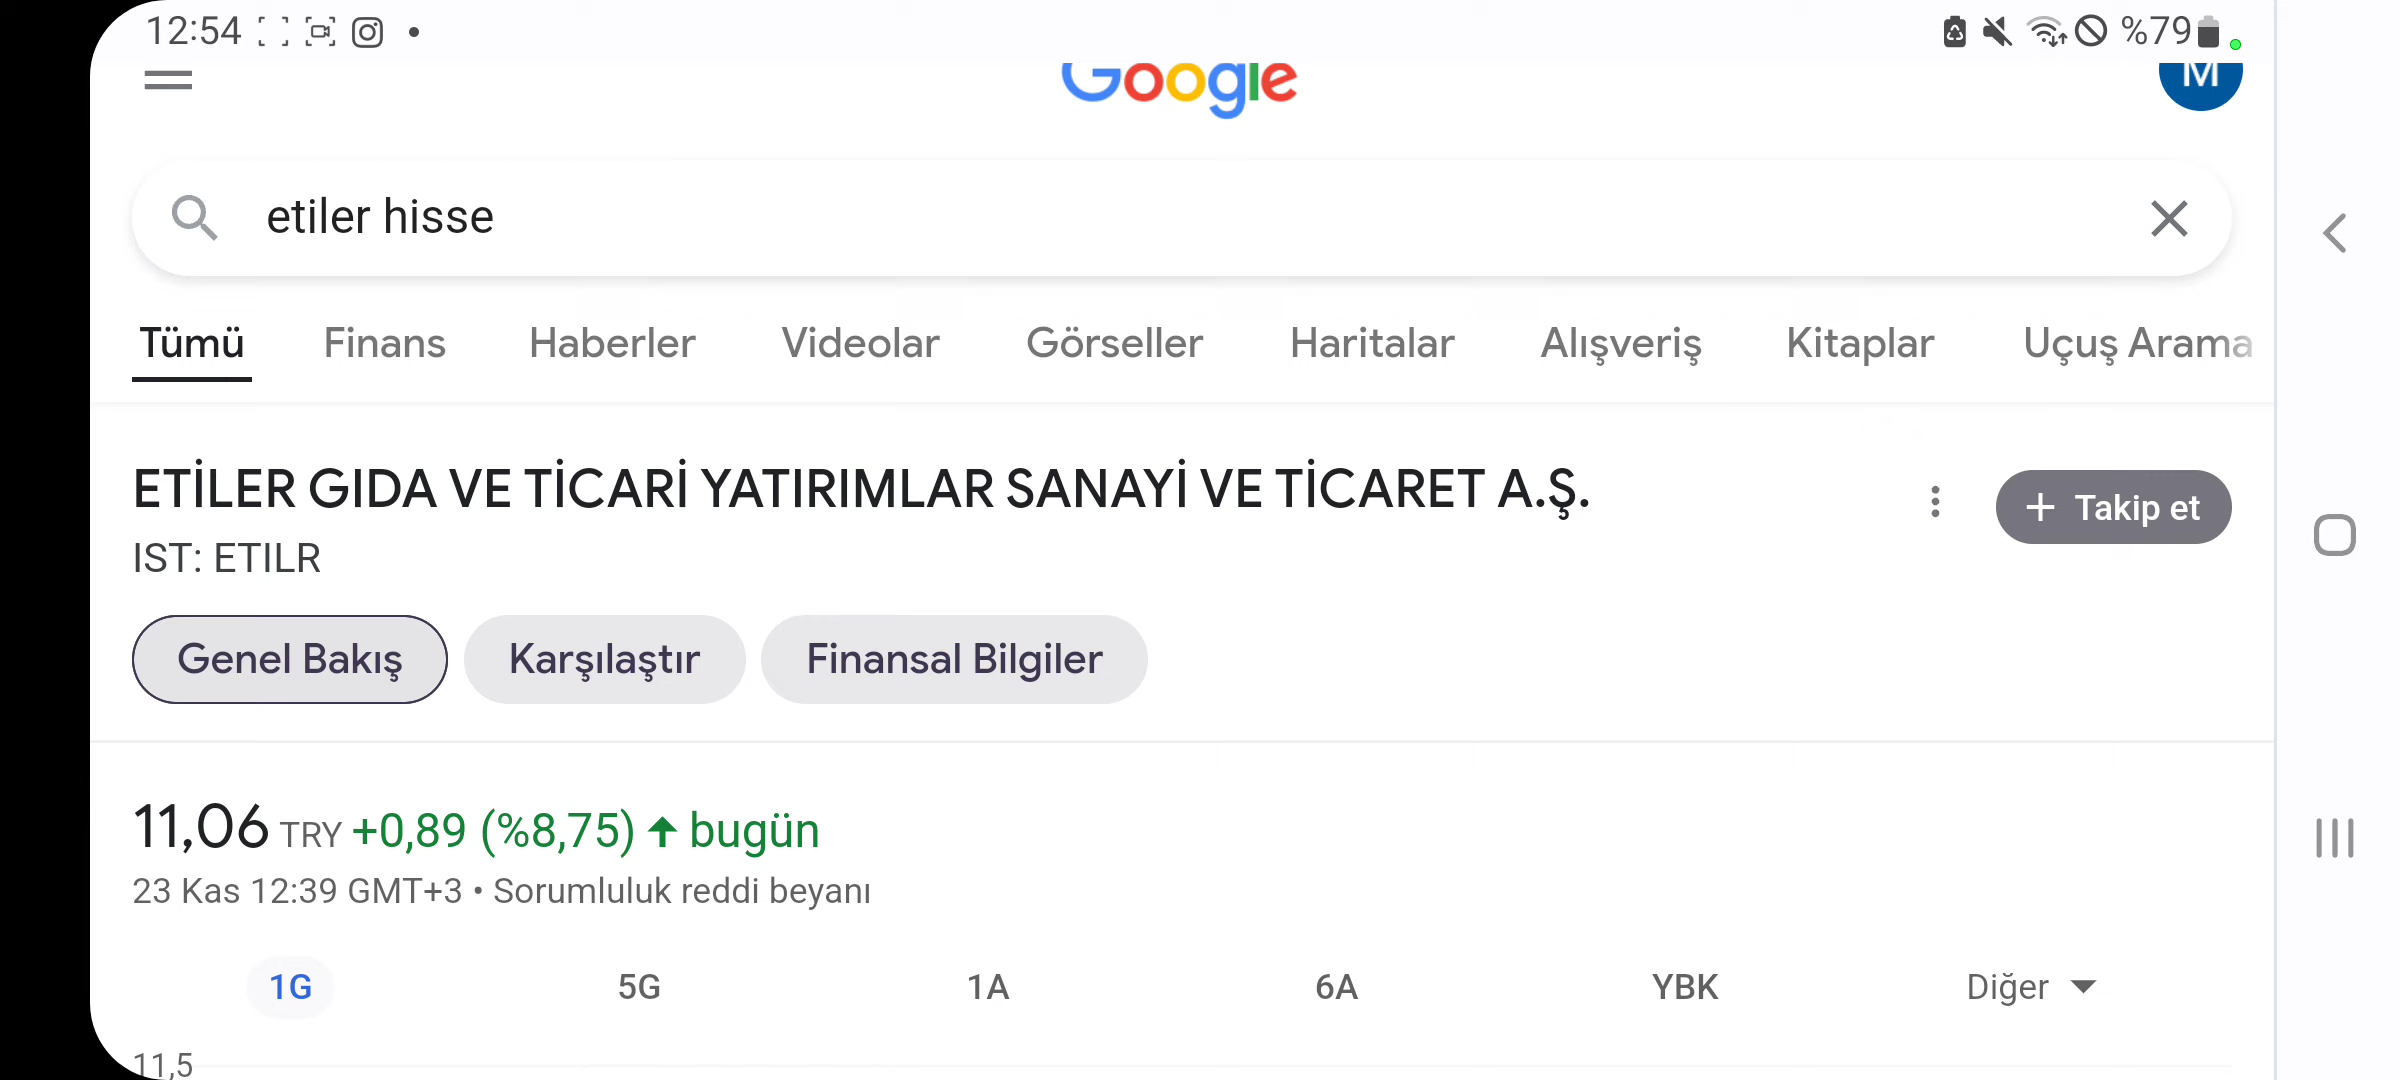 12:54
%79
Google
M
etiler hisse
Tümü Finans Haberler Videolar Görseller Haritalar Alışveriş Kitaplar Uçuş Arama
ETİLER GIDA VE TİCARİ YATIRIMLAR SANAYİ VE TİCARET A.Ş.
+ Takip et
IST: ETILR
Genel Bakış Karşılaştır Finansal Bilgiler
11,06 TRY +0,89 (%8,75) ↑ bugün
23 Kas 12:39 GMT+3 • Sorumluluk reddi beyanı
1G 5G 1A 6A YBK Diğer
11,5